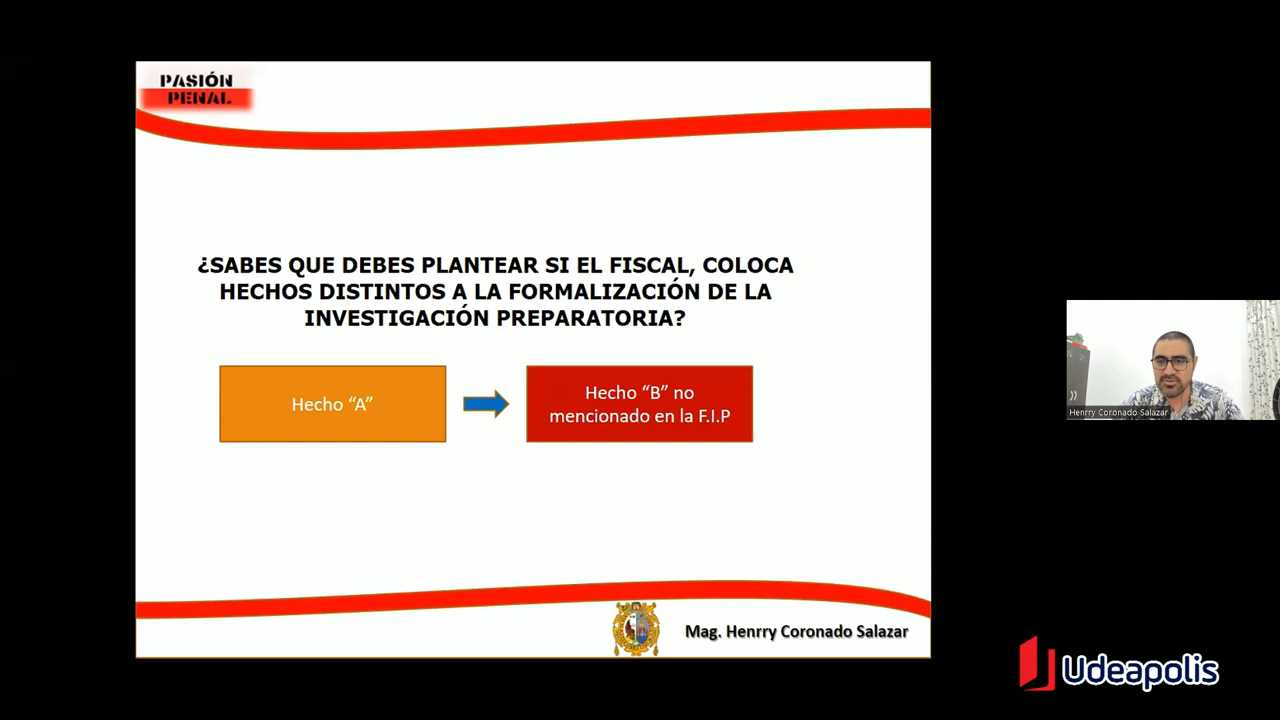 PASIÓN
PENAL
¿SABES QUE DEBES PLANTEAR SI EL FISCAL, COLOCA
HECHOS DISTINTOS A LA FORMALIZACIÓN DE LA
INVESTIGACIÓN PREPARATORIA?
Hecho “A”
Hecho “B” no
mencionado en la F.I.P
Henrry Coronado Salazar
Mag. Henrry Coronado Salazar
Udeapolis